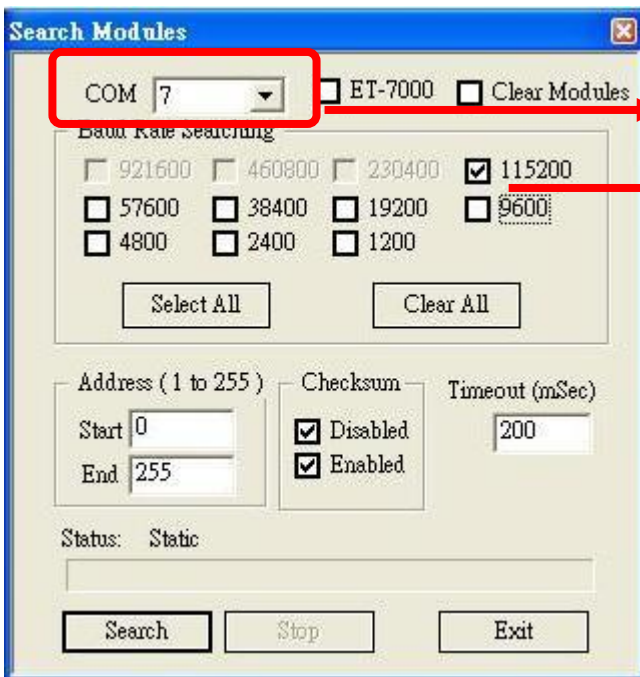 Search Modules
COM 7 ET-7000 Clear Modules
Baud Rate Searching
921600 460800 230400 115200
57600 38400 19200 9600
4800 2400 1200
Select All Clear All
Address ( 1 to 255 ) Checksum Timeout (mSec)
Start 0 Disabled 200
End 255 Enabled
Status: Static
Search Stop Exit